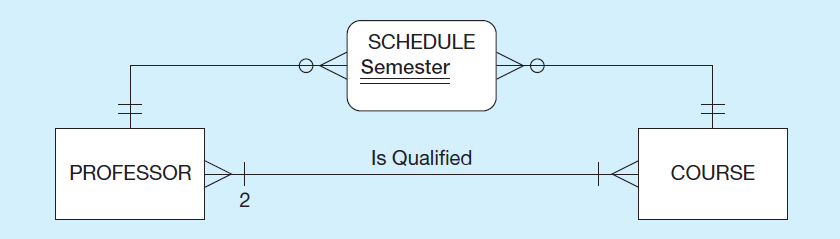 SCHEDULE
Semester
Is Qualified
PROFESSOR
COURSE
2